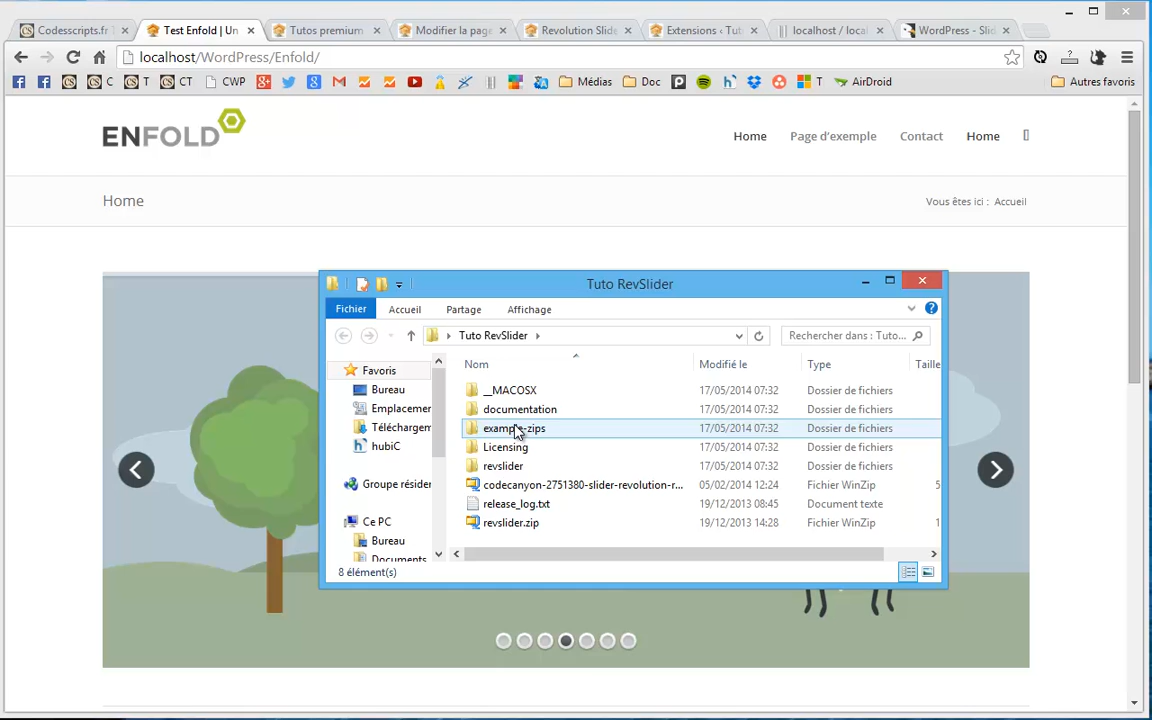 Codesscripts.fr
Test Enfold | Un
Tutos premium
Modifier la page
Revolution Slide
Extensions ‹ Tut
localhost / local
WordPress - Slid
localhost/WordPress/Enfold/
C
T
CT
CWP
Médias
Doc
T
AirDroid
Autres favoris
ENFOLD
Home
Page d'exemple
Contact
Home
Home
Vous êtes ici : Accueil
Tuto RevSlider
Fichier
Accueil
Partage
Affichage
Tuto RevSlider
Rechercher dans : Tuto...
Favoris
Bureau
Emplacemer
Téléchargem
hubiC
Groupe résider
Ce PC
Bureau
Documents
Nom
Modifié le
Type
Taille
__MACOSX 17/05/2014 07:32 Dossier de fichiers
documentation 17/05/2014 07:32 Dossier de fichiers
example-zips 17/05/2014 07:32 Dossier de fichiers
Licensing 17/05/2014 07:32 Dossier de fichiers
revslider 17/05/2014 07:32 Dossier de fichiers
codecanyon-2751380-slider-revolution-r... 05/02/2014 12:24 Fichier WinZip 5
release_log.txt 19/12/2013 08:45 Document texte
revslider.zip 19/12/2013 14:28 Fichier WinZip 1
8 élément(s)